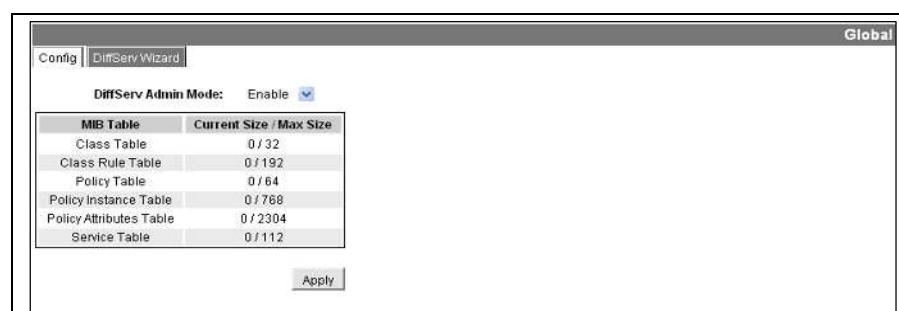 Global
Config DiffServ Wizard
DiffServ Admin Mode: Enable
MIB Table Current Size / Max Size
Class Table 0 / 32
Class Rule Table 0 / 192
Policy Table 0 / 64
Policy Instance Table 0 / 768
Policy Attributes Table 0 / 2304
Service Table 0 / 112
Apply